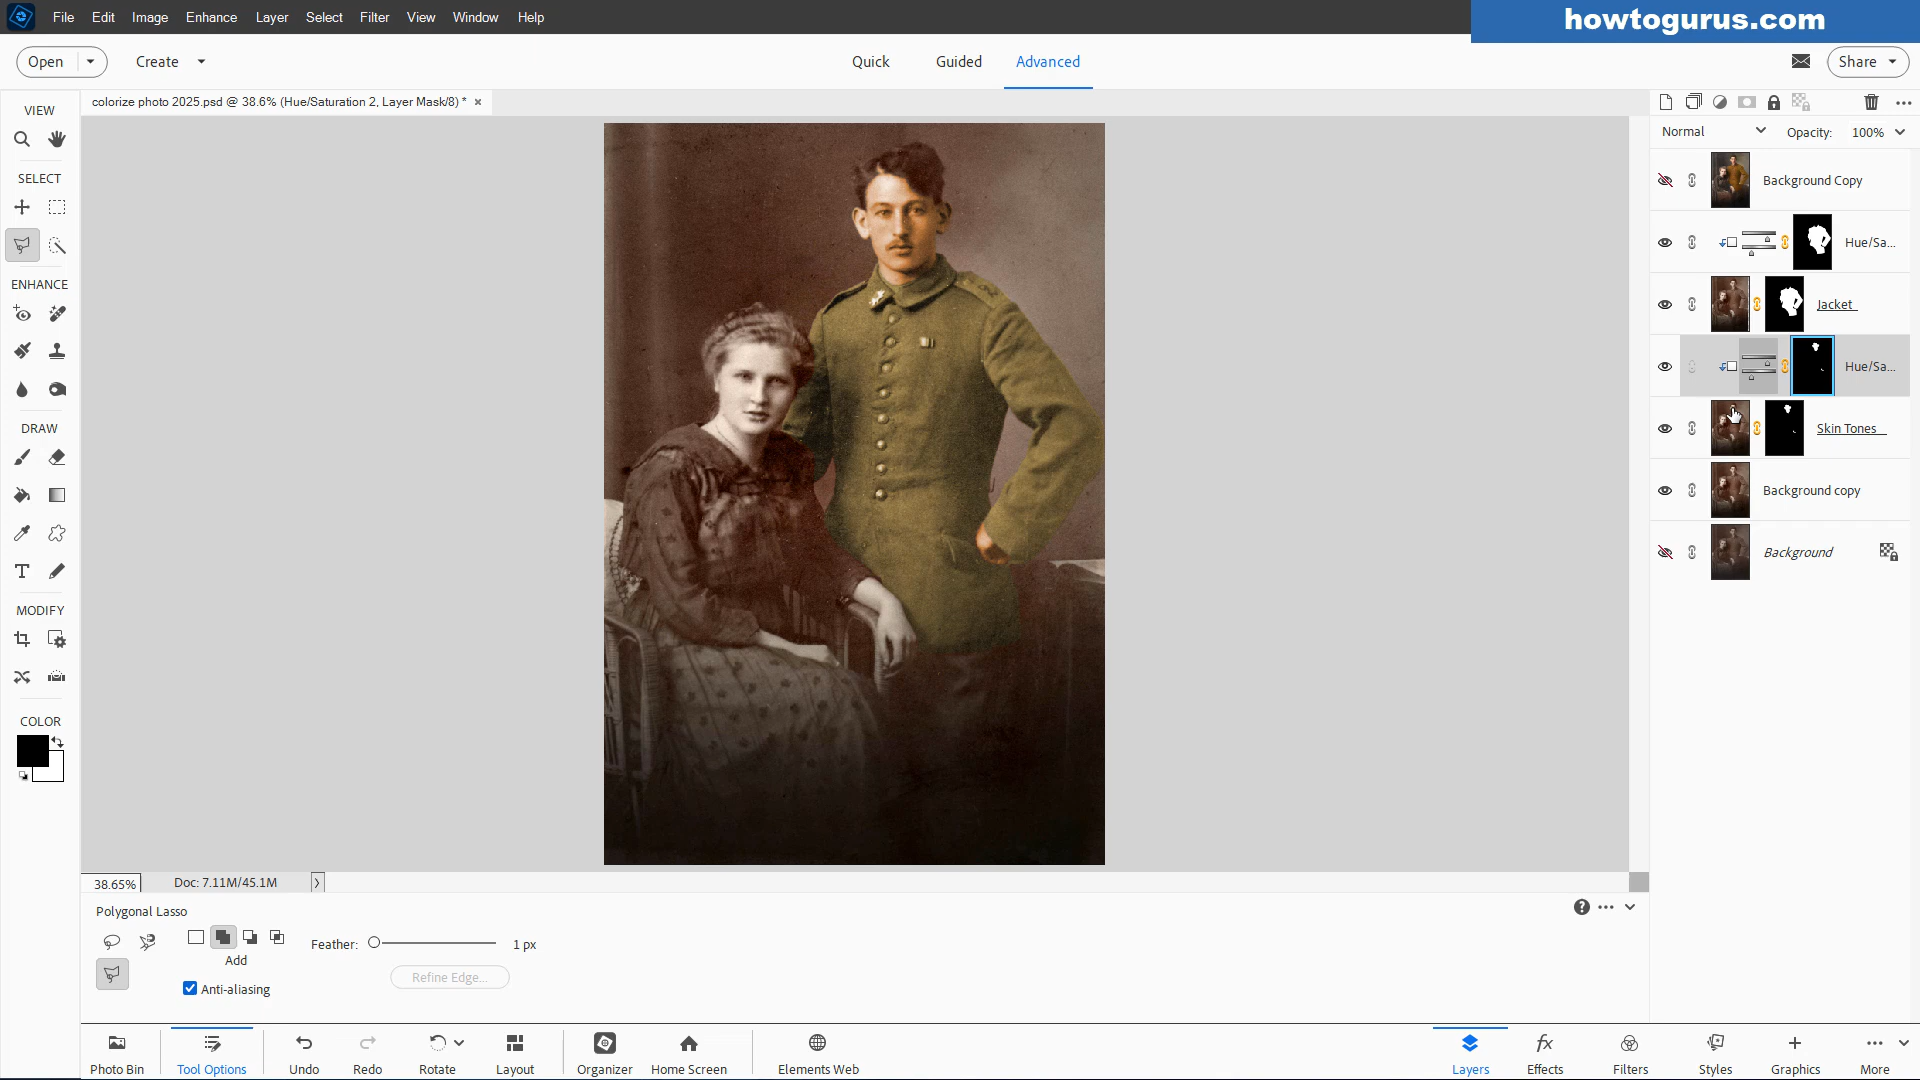 File Edit Image Enhance Layer Select Filter View Window Help
howtogurus.com
Open Create Quick Guided Advanced Share
colorize photo 2025.psd @ 38.6% (Hue/Saturation 2, Layer Mask/8) * ×
VIEW
SELECT
ENHANCE
DRAW
MODIFY
COLOR
Normal Opacity: 100%
Background Copy
Hue/Sa...
Jacket
Hue/Sa...
Skin Tones
Background copy
Background
38.65% Doc: 7.11M/45.1M
Polygonal Lasso
Feather: 1 px
Add
Refine Edge...
Anti-aliasing
Photo Bin Tool Options Undo Redo Rotate Layout Organizer Home Screen Elements Web Layers Effects Filters Styles Graphics More